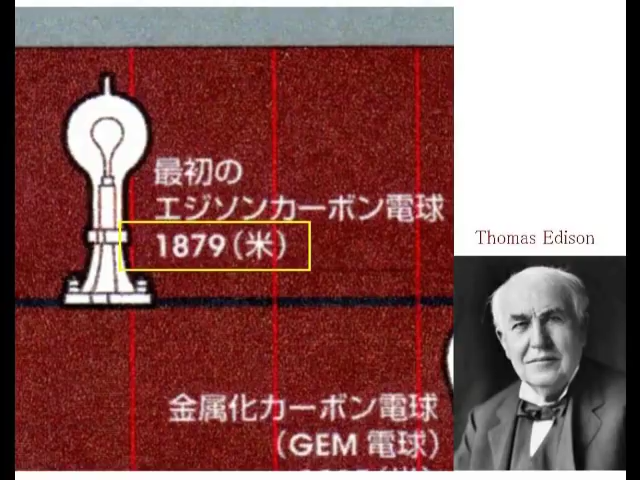 最初の
エジソンカーボン電球
1879（米）
Thomas Edison
金属化カーボン電球
（GEM 電球）